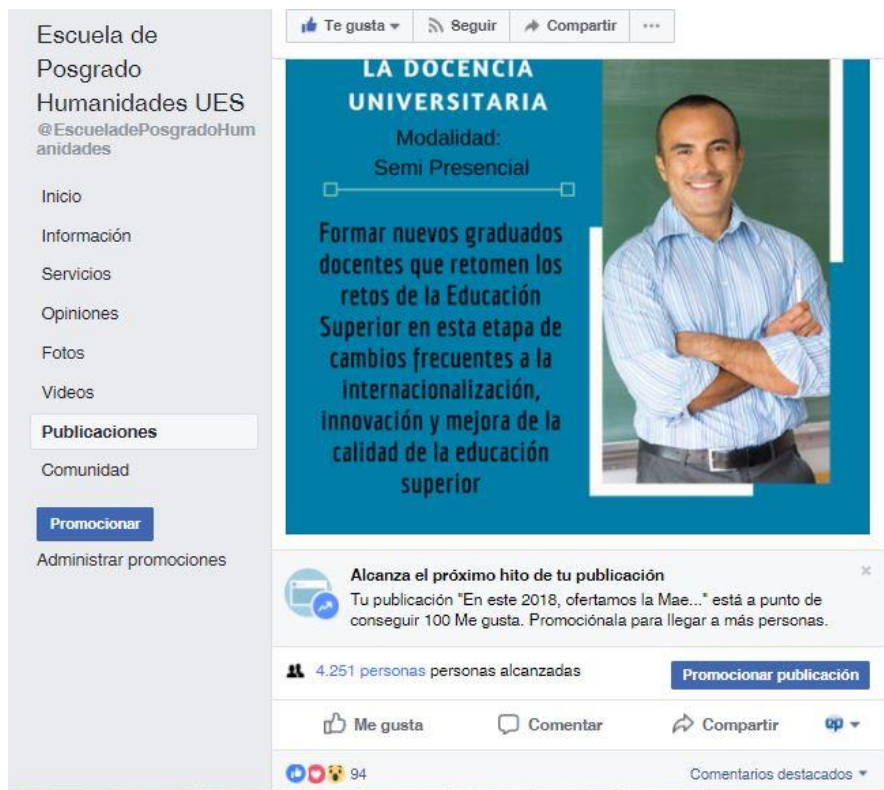 Escuela de
Posgrado
Humanidades UES
@EscueladePosgradoHum
anidades
Inicio
Información
Servicios
Opiniones
Fotos
Videos
Publicaciones
Comunidad
Promocionar
Administrar promociones
Te gusta
Seguir
Compartir
LA DOCENCIA
UNIVERSITARIA
Modalidad:
Semi Presencial
Formar nuevos graduados
docentes que retomen los
retos de la Educación
Superior en esta etapa de
cambios frecuentes a la
internacionalización,
innovación y mejora de la
calidad de la educación
superior
Alcanza el próximo hito de tu publicación
Tu publicación "En este 2018, ofertamos la Mae..." está a punto de
conseguir 100 Me gusta. Promociónala para llegar a más personas.
4.251 personas personas alcanzadas
Promocionar publicación
Me gusta
Comentar
Compartir
94
Comentarios destacados